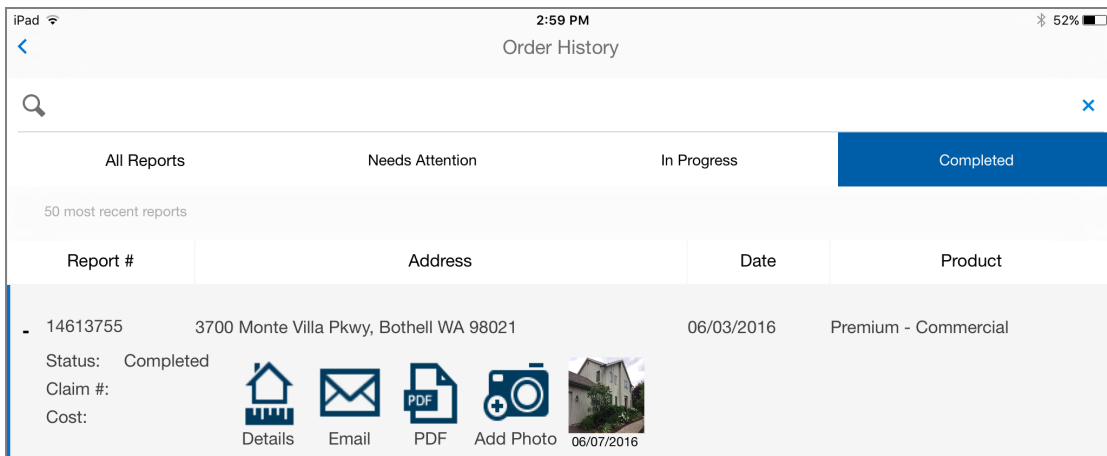 iPad 2:59 PM 52%
Order History
All Reports Needs Attention In Progress Completed
50 most recent reports
Report # Address Date Product
- 14613755 3700 Monte Villa Pkwy, Bothell WA 98021 06/03/2016 Premium - Commercial
Status: Completed
Claim #:
Cost:
PDF
Details Email PDF Add Photo 06/07/2016